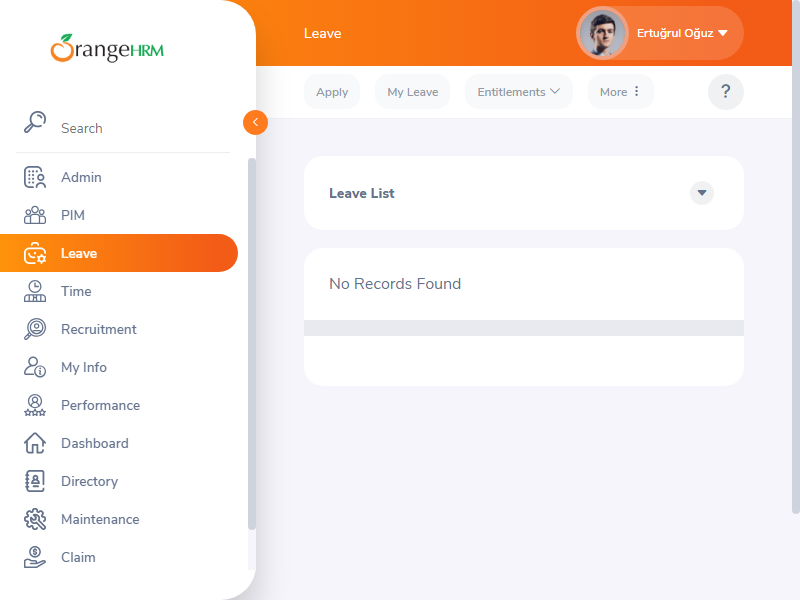 OrangeHRM
Search
Admin
PIM
Leave
Time
Recruitment
My Info
Performance
Dashboard
Directory
Maintenance
Claim
Leave
Ertuğrul Oğuz
Apply
My Leave
Entitlements
More
?
Leave List
No Records Found